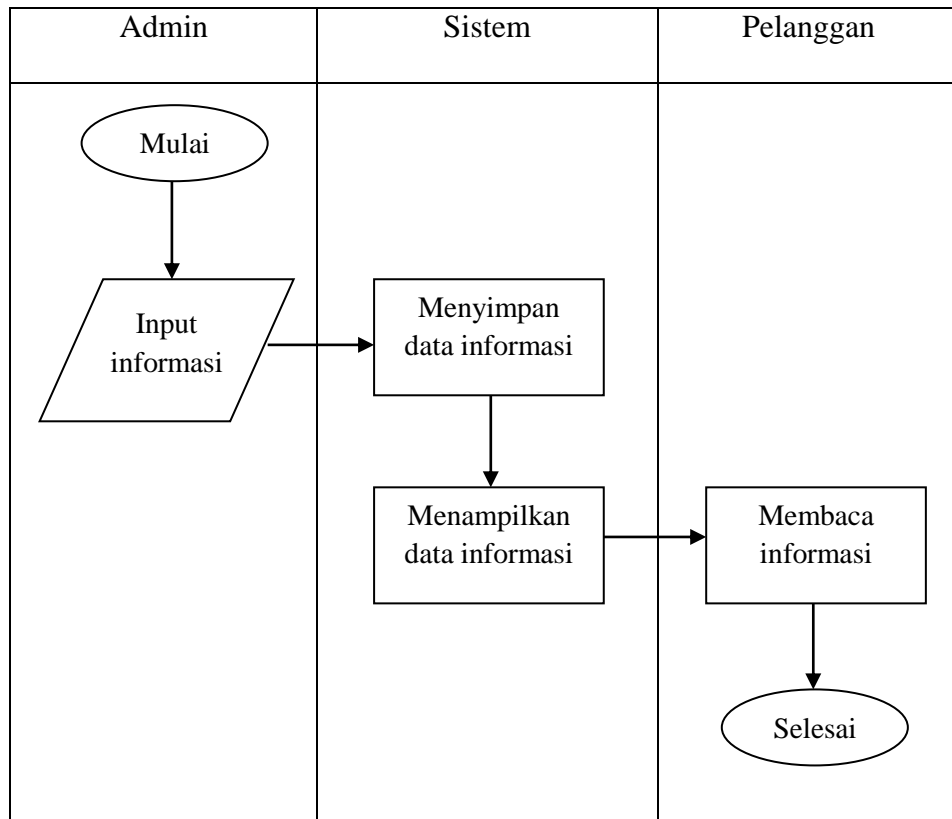 Admin
Sistem
Pelanggan
Mulai
Input
informasi
Menyimpan
data informasi
Menampilkan
data informasi
Membaca
informasi
Selesai